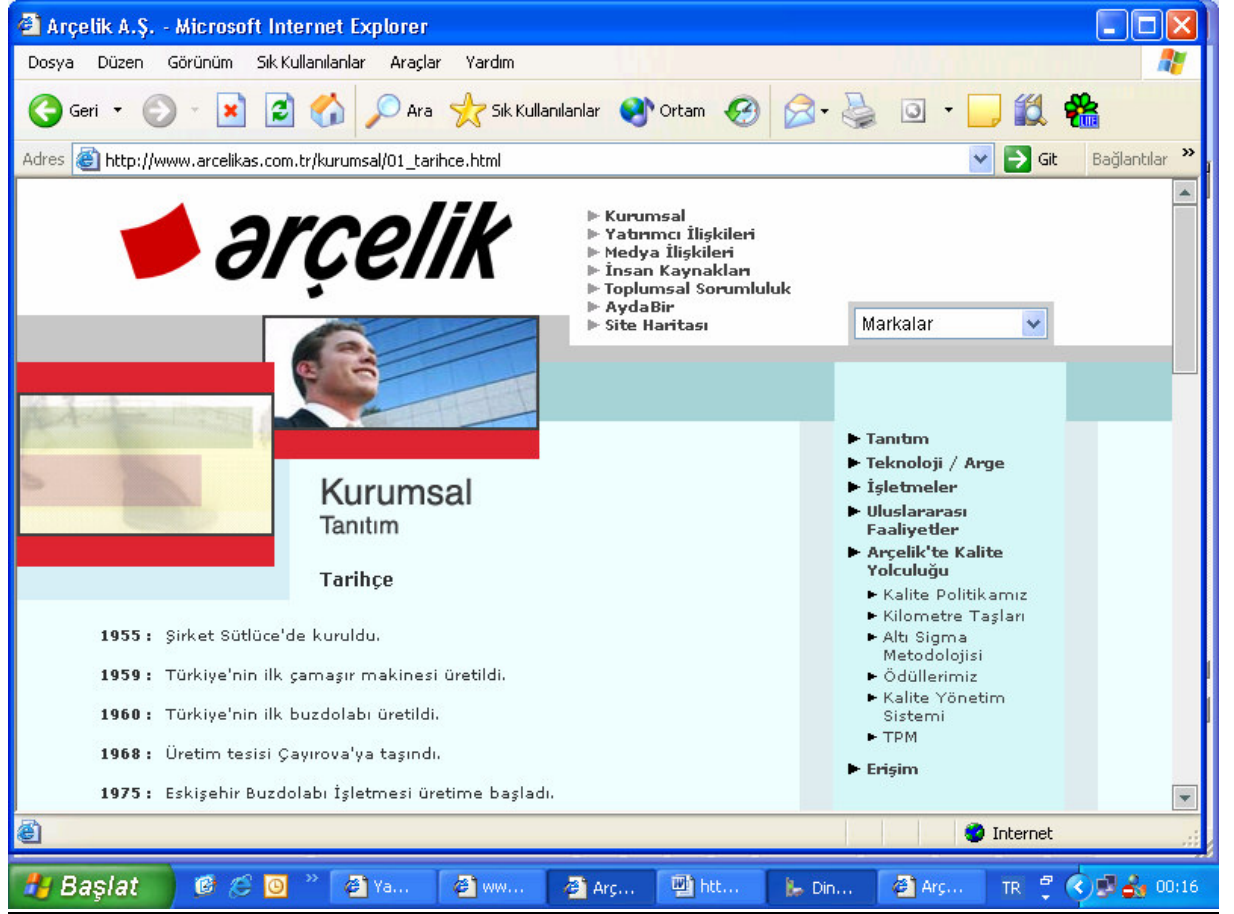 Arçelik A.Ş. - Microsoft Internet Explorer
Dosya Düzen Görünüm Sık Kullanılanlar Araçlar Yardım
Geri Ara Sık Kullanılanlar Ortam
Adres http://www.arcelikas.com.tr/kurumsal/01_tarihce.html Git Bağlantılar »
arçelik
Kurumsal
Yatırımcı İlişkileri
Medya İlişkileri
İnsan Kaynakları
Toplumsal Sorumluluk
AydaBir
Site Haritası
Markalar
Kurumsal
Tanıtım
Tarihçe
1955 : Şirket Sütlüce'de kuruldu.
1959 : Türkiye'nin ilk çamaşır makinesi üretildi.
1960 : Türkiye'nin ilk buzdolabı üretildi.
1968 : Üretim tesisi Çayırova'ya taşındı.
1975 : Eskişehir Buzdolabı İşletmesi üretime başladı.
Tanıtım
Teknoloji / Arge
İşletmeler
Uluslararası
Faaliyetler
Arçelik'te Kalite
Yolculuğu
Kalite Politikamız
Kilometre Taşları
Altı Sigma
Metodolojisi
Ödüllerimiz
Kalite Yönetim
Sistemi
TPM
Erişim
Internet
Başlat » Ya... ww... Arç... htt... Din... Arç... TR 00:16